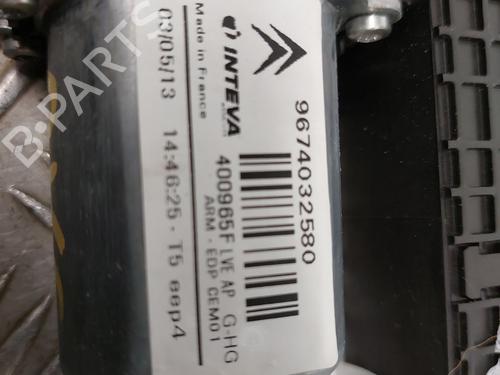 9674032580
INTEVA
400965F LVE AP G-HG
ARM - EDP CEM01
Made in France
03/05/13 14:46:25 - T5 eep4
B-PARTS